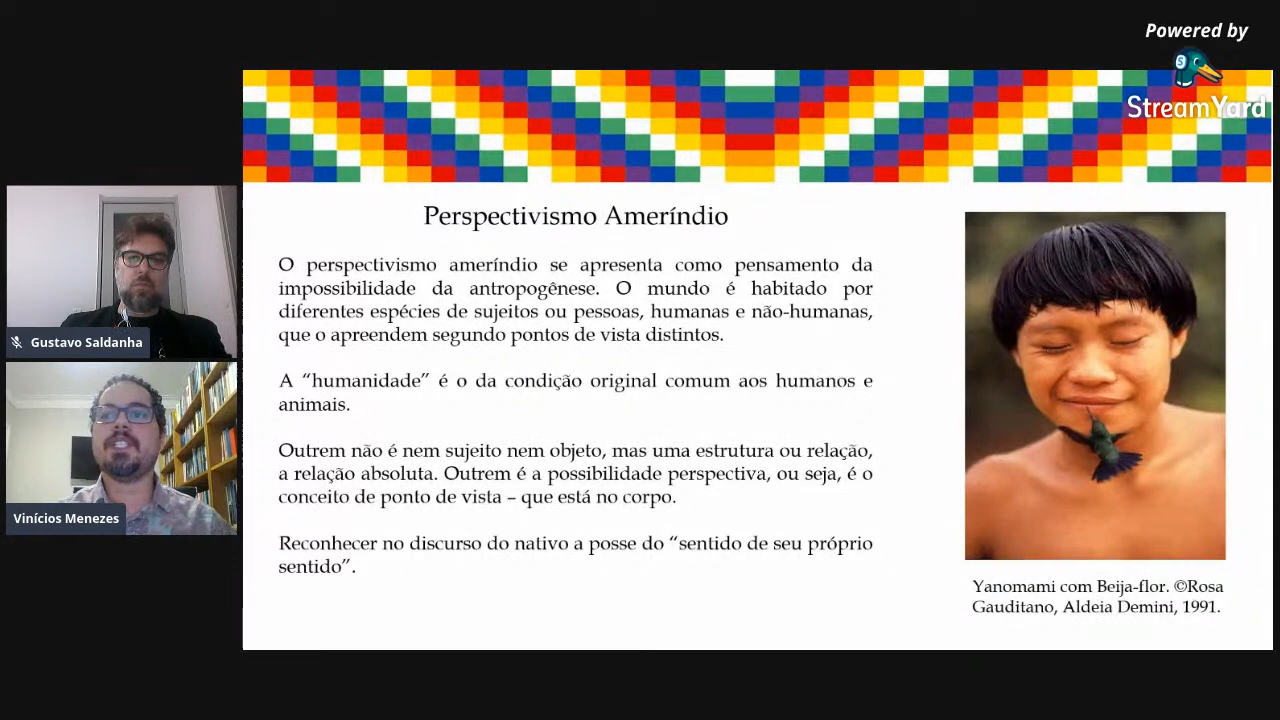 Powered by
StreamYard
Perspectivismo Ameríndio
O perspectivismo ameríndio se apresenta como pensamento da
impossibilidade da antropogênese. O mundo é habitado por
diferentes espécies de sujeitos ou pessoas, humanas e não-humanas,
que o apreendem segundo pontos de vista distintos.
A “humanidade” é o da condição original comum aos humanos e
animais.
Outrem não é nem sujeito nem objeto, mas uma estrutura ou relação,
a relação absoluta. Outrem é a possibilidade perspectiva, ou seja, é o
conceito de ponto de vista – que está no corpo.
Reconhecer no discurso do nativo a posse do “sentido de seu próprio
sentido”.
Yanomami com Beija-flor. ©Rosa
Gauditano, Aldeia Demini, 1991.
Gustavo Saldanha
Vinícios Menezes